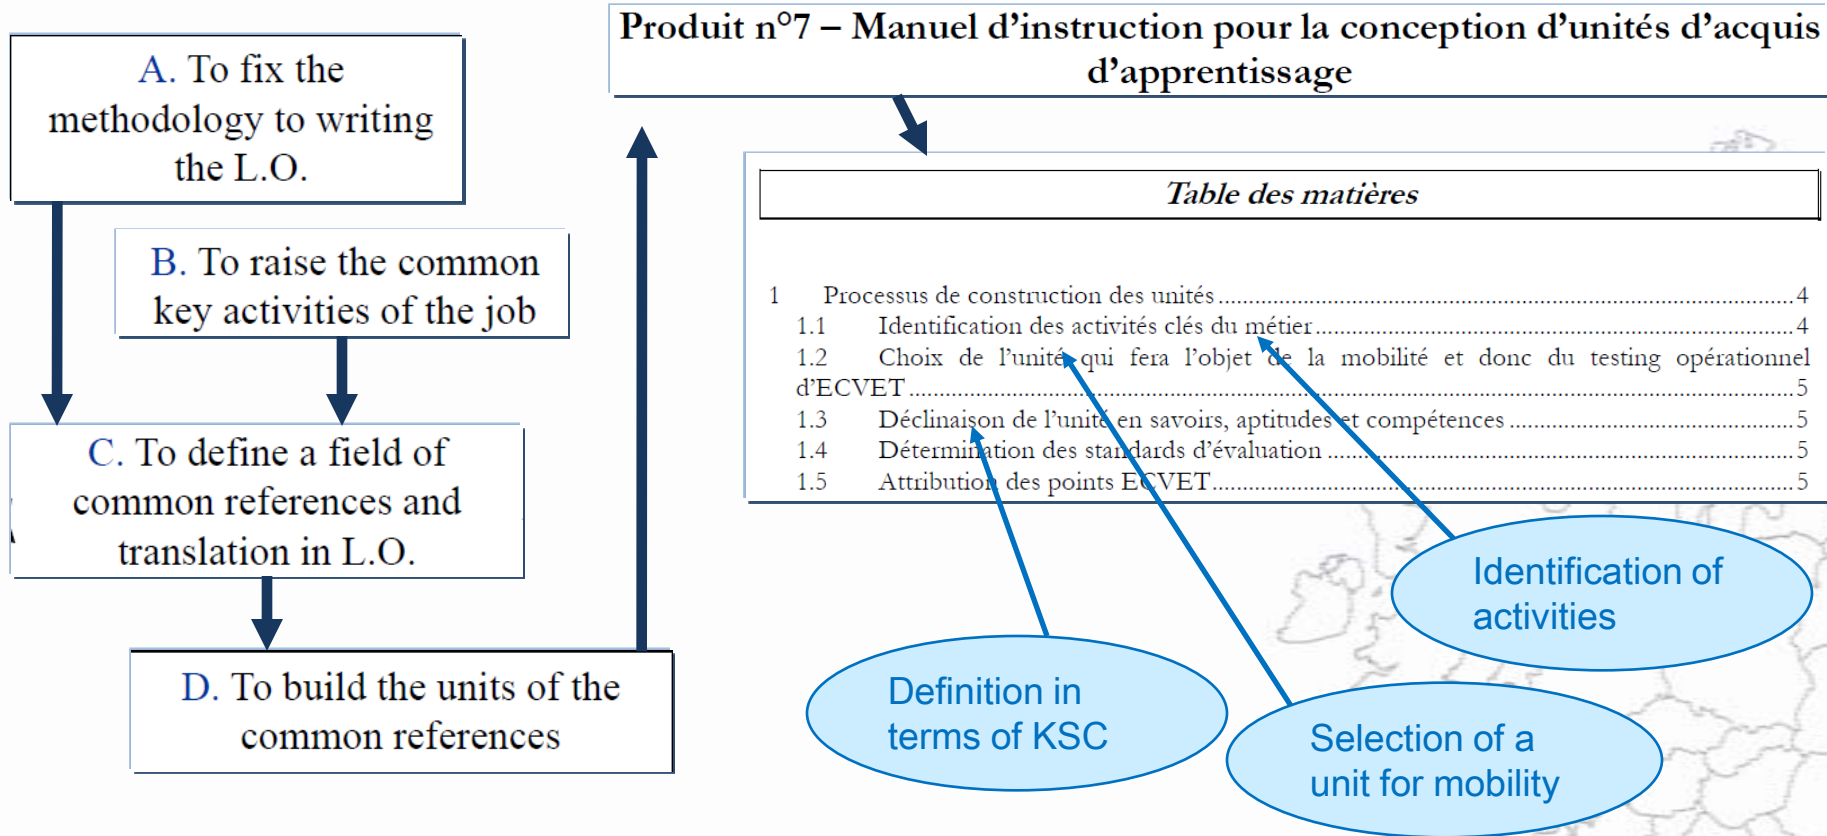 A. To fix the
methodology to writing
the L.O.
B. To raise the common
key activities of the job
C. To define a field of
common references and
translation in L.O.
D. To build the units of the
common references
Produit n°7 – Manuel d’instruction pour la conception d’unités d’acquis
d’apprentissage
Table des matières
1 Processus de construction des unités 4
1.1 Identification des activités clés du métier 4
1.2 Choix de l’unité qui fera l’objet de la mobilité et donc du testing opérationnel
d’ECVET 5
1.3 Déclinaison de l’unité en savoirs, aptitudes et compétences 5
1.4 Détermination des standards d’évaluation 5
1.5 Attribution des points ECVET 5
Identification of
activities
Definition in
terms of KSC
Selection of a
unit for mobility